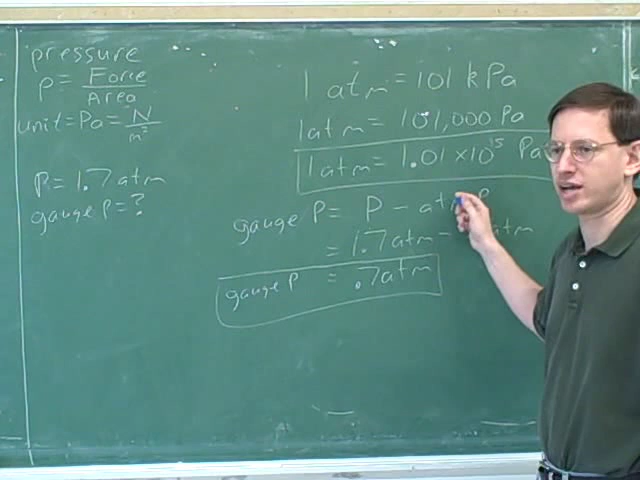 pressure
P = Force
Area
unit = Pa = N
m²
P = 1.7 atm
gauge P = ?
1 atm = 101 kPa
1 atm = 101,000 Pa
1 atm = 1.01 × 10⁵ Pa
gauge P = P - atm P
= 1.7 atm - atm
gauge P = .7 atm